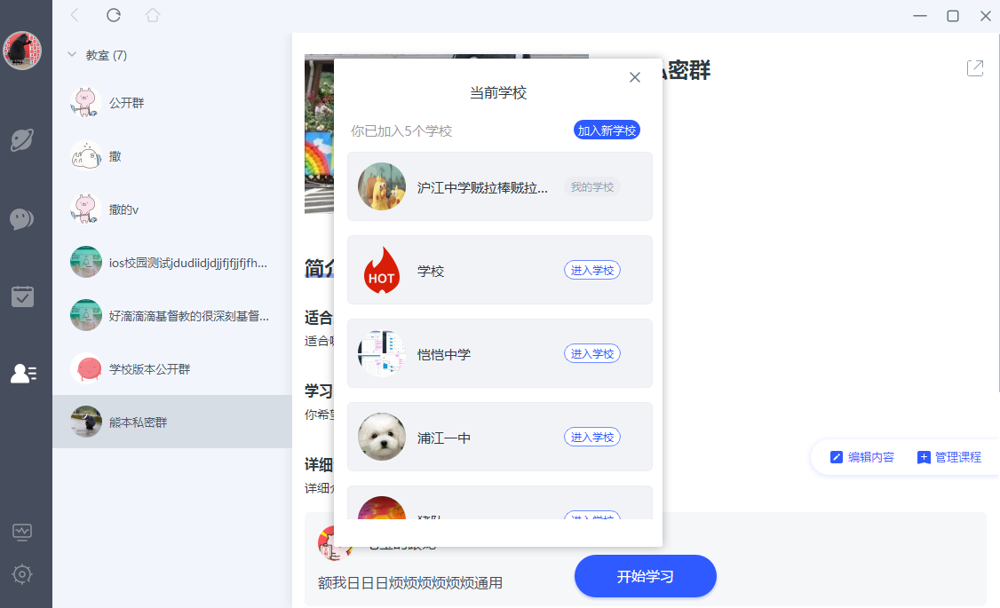 教室 (7)
公开群
撒
撒的v
ios校园测试jdudiidjdjjfjfjjfjfh...
好滴滴滴基督教的很深刻基督...
学校版本公开群
熊本私密群
私密群
当前学校
你已加入5个学校
加入新学校
沪江中学贼拉棒贼拉...
我的学校
HOT
学校
进入学校
恺恺中学
进入学校
浦江一中
进入学校
进入学校
简介
适合
适合
学习
你希望
详细
详细介
编辑内容
管理课程
额我日日日烦烦烦烦烦烦通用
开始学习